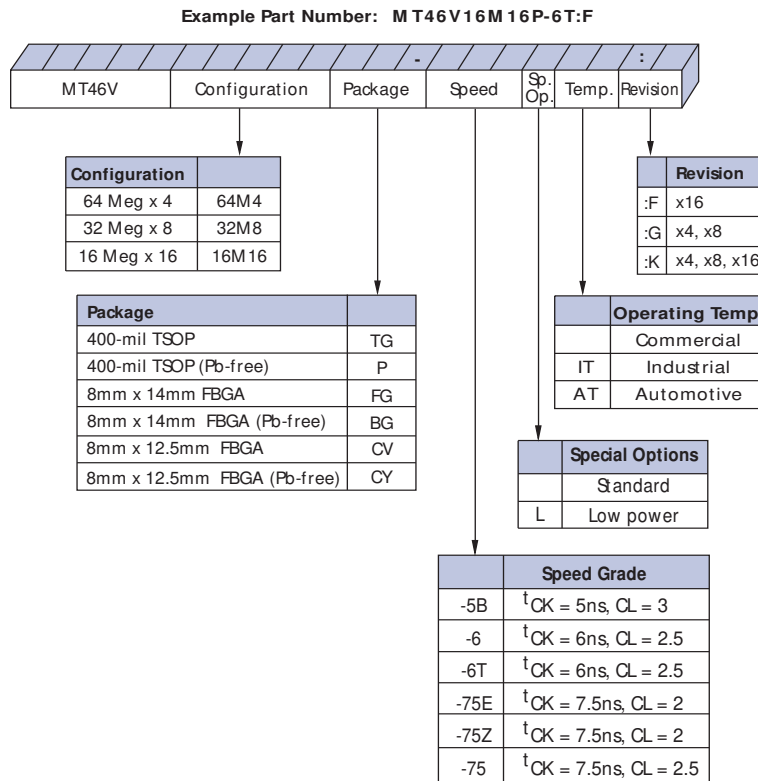 Example Part Number: MT46V16M16P-6T:F
- :
MT46V Configuration Package Speed Sp. Op. Temp. Revision
Configuration
64 Meg x 4 64M4
32 Meg x 8 32M8
16 Meg x 16 16M16
Package
400-mil TSOP TG
400-mil TSOP (Pb-free) P
8mm x 14mm FBGA FG
8mm x 14mm FBGA (Pb-free) BG
8mm x 12.5mm FBGA CV
8mm x 12.5mm FBGA (Pb-free) CY
Revision
:F x16
:G x4, x8
:K x4, x8, x16
Operating Temp
Commercial
IT Industrial
AT Automotive
Special Options
Standard
L Low power
Speed Grade
-5B tCK = 5ns, CL = 3
-6 tCK = 6ns, CL = 2.5
-6T tCK = 6ns, CL = 2.5
-75E tCK = 7.5ns, CL = 2
-75Z tCK = 7.5ns, CL = 2
-75 tCK = 7.5ns, CL = 2.5